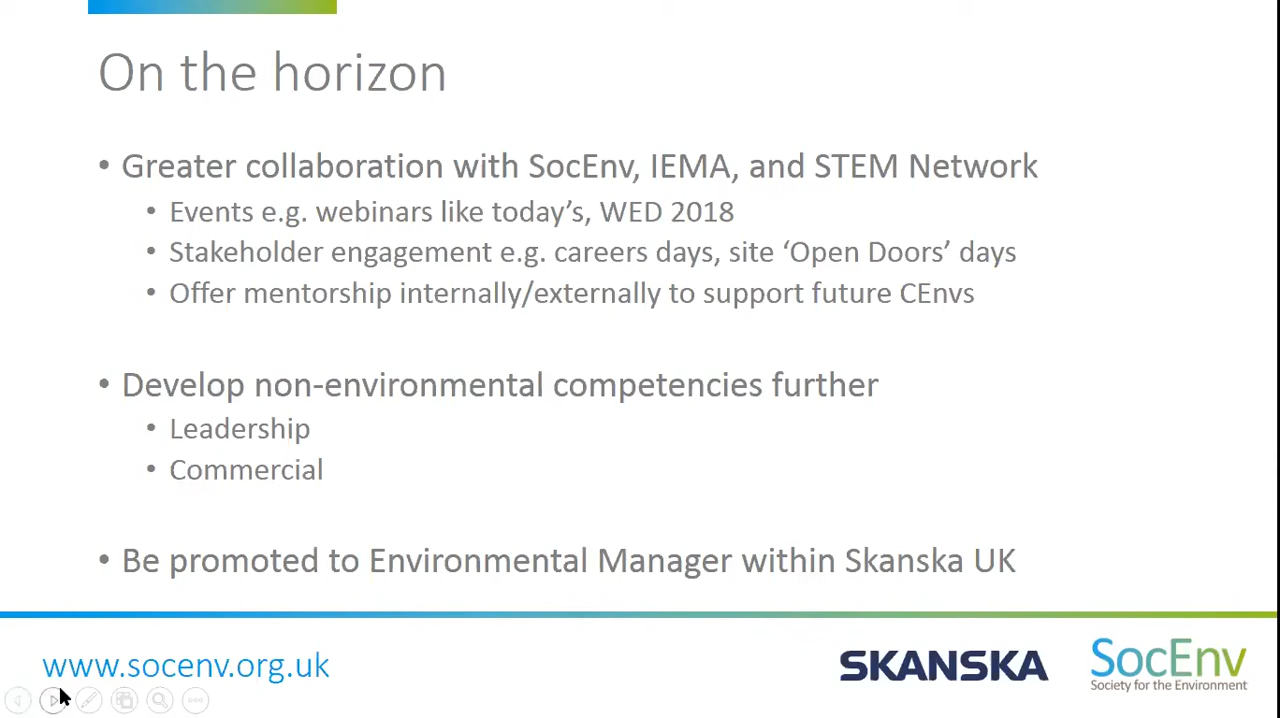 On the horizon
• Greater collaboration with SocEnv, IEMA, and STEM Network
• Events e.g. webinars like today’s, WED 2018
• Stakeholder engagement e.g. careers days, site ‘Open Doors’ days
• Offer mentorship internally/externally to support future CEnvs
• Develop non-environmental competencies further
• Leadership
• Commercial
• Be promoted to Environmental Manager within Skanska UK
www.socenv.org.uk
SKANSKA
SocEnv
Society for the Environment